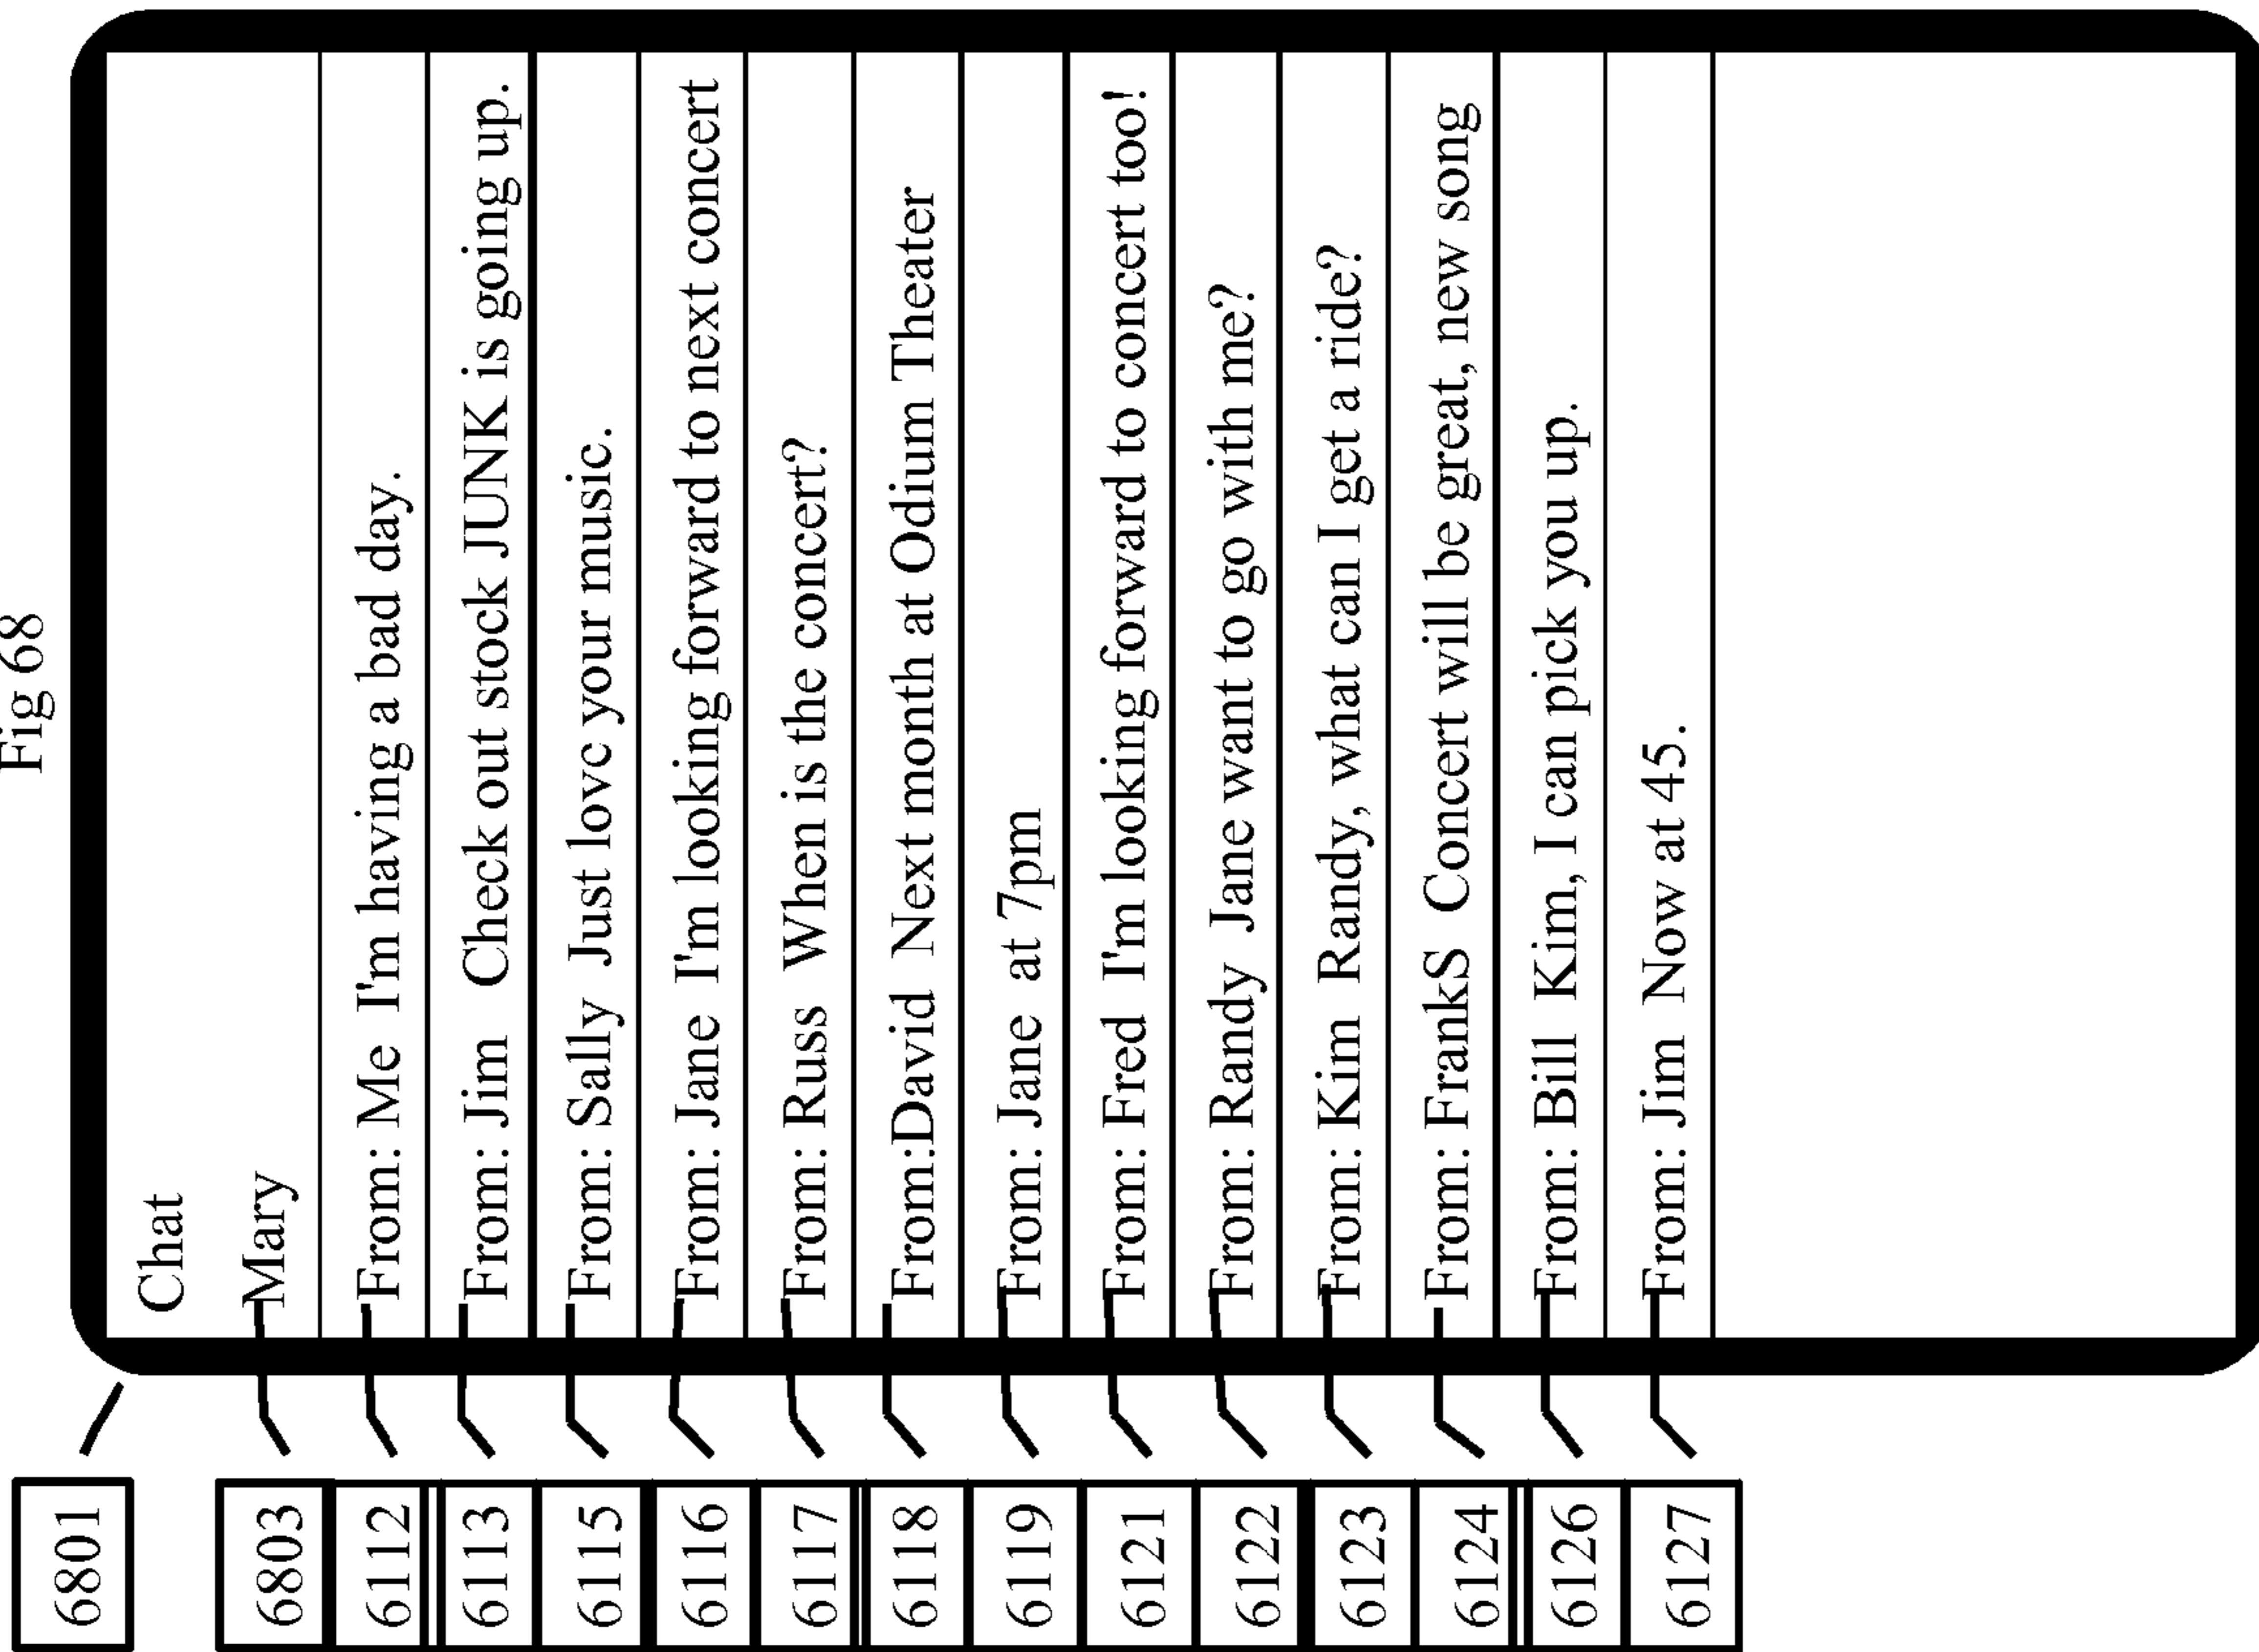 Fig 68
6801
Chat
6803 Mary
6112 From: Me I'm having a bad day.
6113 From: Jim Check out stock JUNK is going up.
6115 From: Sally Just love your music.
6116 From: Jane I'm looking forward to next concert
6117 From: Russ When is the concert?
6118 From:David Next month at Odium Theater
6119 From: Jane at 7pm
6121 From: Fred I'm looking forward to concert too!
6122 From: Randy Jane want to go with me?
6123 From: Kim Randy, what can I get a ride?
6124 From: FrankS Concert will be great, new song
6126 From: Bill Kim, I can pick you up.
6127 From: Jim Now at 45.